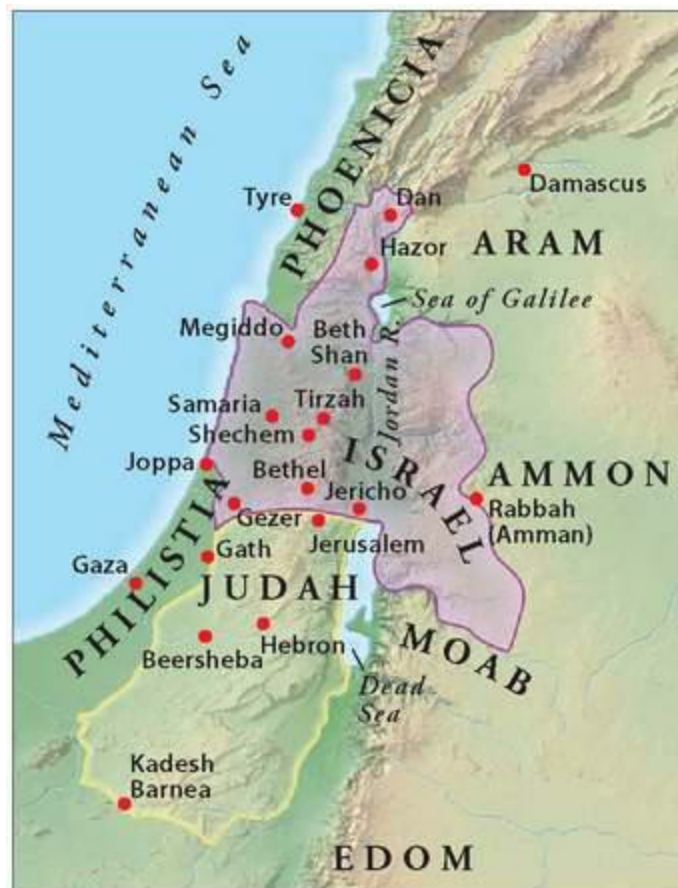 Mediterranean Sea
PHOENICIA
Tyre
Dan
Damascus
Hazor
ARAM
Sea of Galilee
Megiddo
Beth
Shan
Jordan R.
Samaria
Tirzah
Shechem
ISRAEL
Joppa
Bethel
Jericho
AMMON
Rabbah
(Amman)
Gezer
Jerusalem
PHILISTIA
Gath
Gaza
JUDAH
Hebron
Beersheba
MOAB
Dead
Sea
Kadesh
Barnea
EDOM